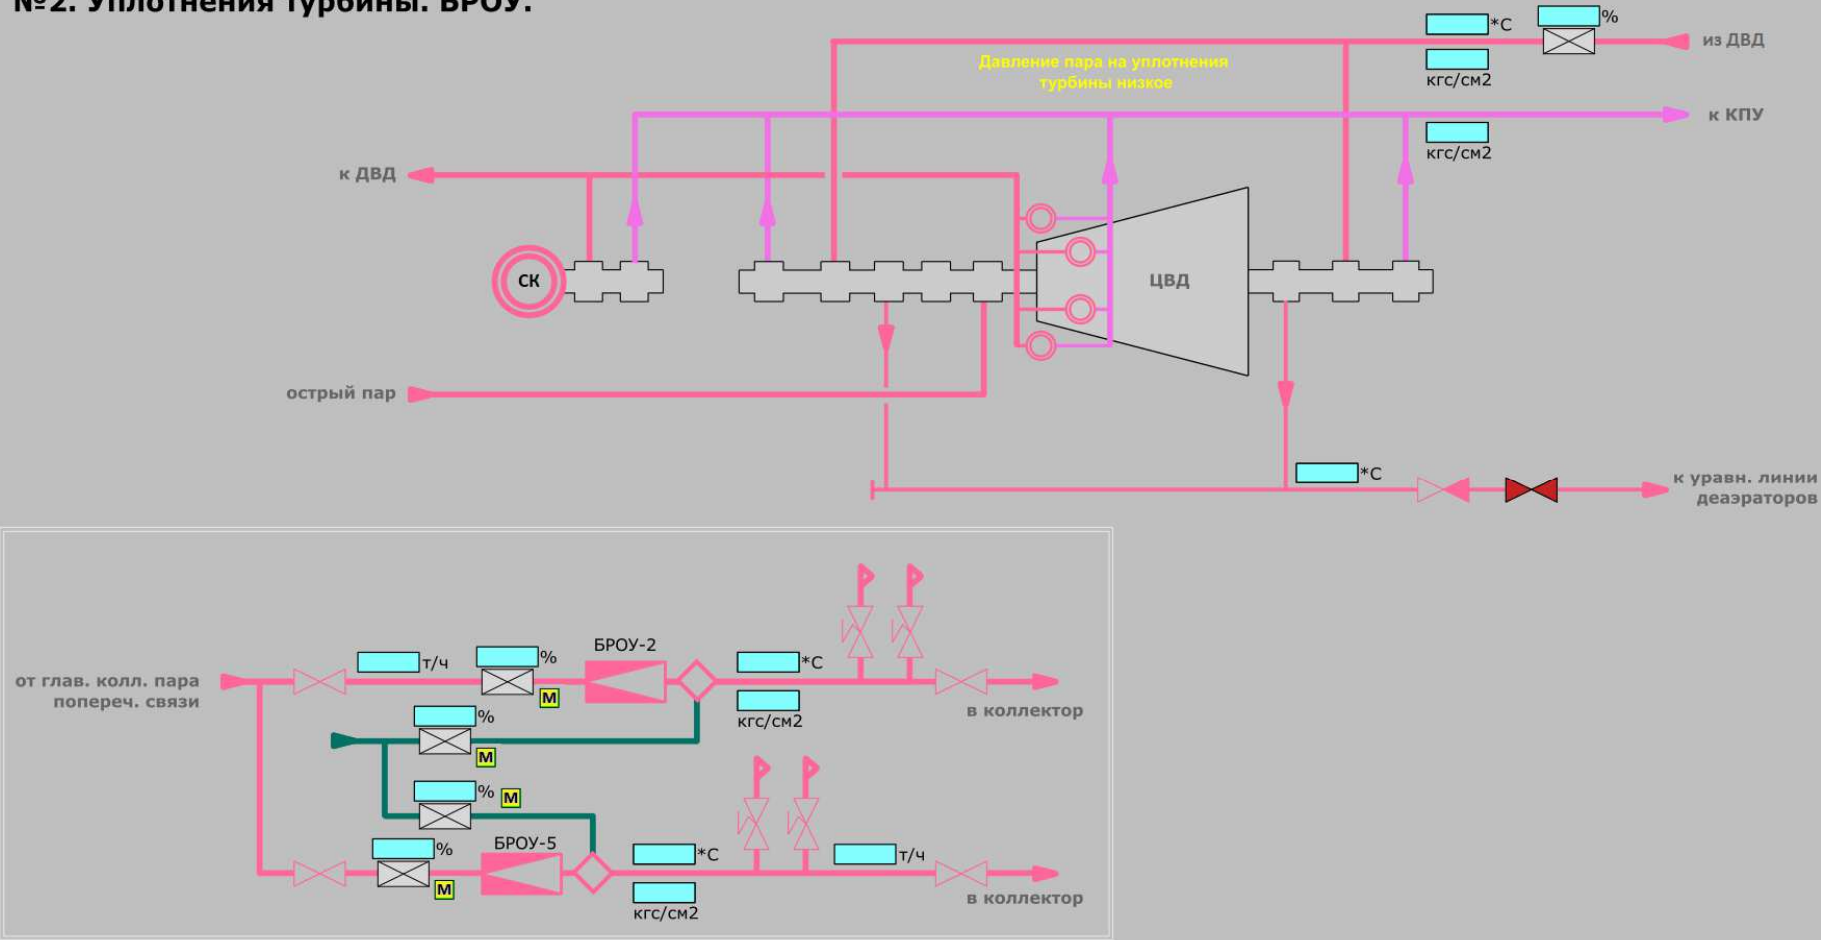 №2. Уплотнения турбины. БРОУ.
*С
%
из ДВД
Давление пара на уплотнения
турбины низкое
кгс/см2
к КПУ
кгс/см2
к ДВД
СК
ЦВД
острый пар
*С
к уравн. линии
деаэраторов
БРОУ-2
т/ч
%
*С
от глав. колл. пара
попереч. связи
М
кгс/см2
в коллектор
%
М
%
М
БРОУ-5
%
*С
т/ч
М
кгс/см2
в коллектор